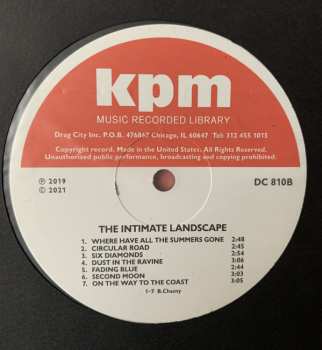 kpm
MUSIC RECORDED LIBRARY
Drag City Inc. P.O.B. 476867 Chicago, IL 60647 Tel: 312 455 1015
Copyright record. Made in the United States. All Rights Reserved.
Unauthorized public performance, broadcasting and copying prohibited.
℗ 2019
© 2021
DC 810B
THE INTIMATE LANDSCAPE
1. WHERE HAVE ALL THE SUMMERS GONE 2:48
2. CIRCULAR ROAD 2:45
3. SIX DIAMONDS 2:54
4. DUST IN THE RAVINE 3:06
5. FADING BLUE 2:44
6. SECOND MOON 3:03
7. ON THE WAY TO THE COAST 3:05
1-7 B.Chasny